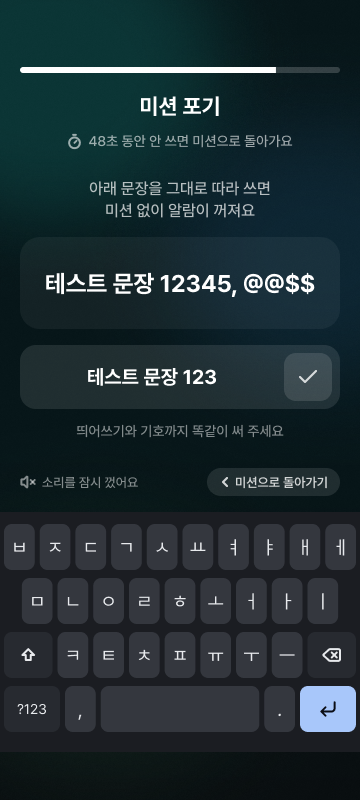 미션 포기
48초 동안 안 쓰면 미션으로 돌아가요
아래 문장을 그대로 따라 쓰면
미션 없이 알람이 꺼져요
테스트 문장 12345, @@$$
테스트 문장 123
띄어쓰기와 기호까지 똑같이 써 주세요
소리를 잠시 껐어요
미션으로 돌아가기
ㅂ ㅈ ㄷ ㄱ ㅅ ㅛ ㅕ ㅑ ㅐ ㅔ
ㅁ ㄴ ㅇ ㄹ ㅎ ㅗ ㅓ ㅏ ㅣ
ㅋ ㅌ ㅊ ㅍ ㅠ ㅜ ㅡ
?123 , .